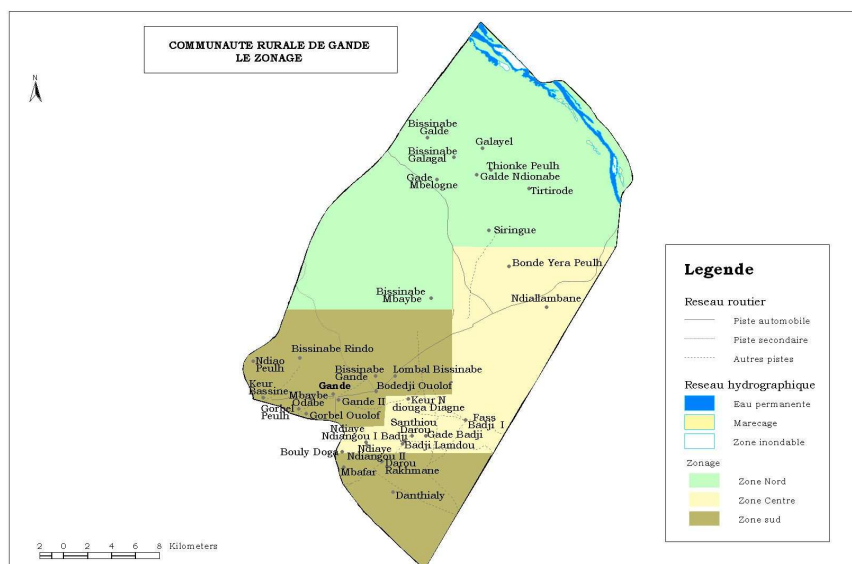 COMMUNAUTE RURALE DE GANDE
LE ZONAGE
N
Bissinabe
Galde
Galayel
Bissinabe
Galagal
Thionke Peulh
Gade
Mbelogne
Galde Ndionabe
Tirtirode
Siringue
Bonde Yera Peulh
Bissinabe
Mbaybe
Ndiallambane
Bissinabe Rindo
Ndiao
Peulh
Bissinabe
Gande
Lombal Bissinabe
Keur
Bassine
Gande
Bodedji Ouolof
Mbaybe
Odabe
Gande II
Keur N
diouga Diagne
Gorbel
Peulh
Gorbel Ouolof
Santhiou
Darou
Fass
Badji I
Ndiaye
Ndiangou I
Badji
Gade Badji
Badji Lamdou
Bouly Doga
Ndiaye
Ndiangou II
Darou
Rakhmane
Mbafar
Danthialy
Legende
Reseau routier
Piste automobile
Piste secondaire
Autres pistes
Reseau hydrographique
Eau permanente
Marecage
Zone inondable
Zonage
Zone Nord
Zone Centre
Zone sud
2 0 2 4 6 8 Kilometers